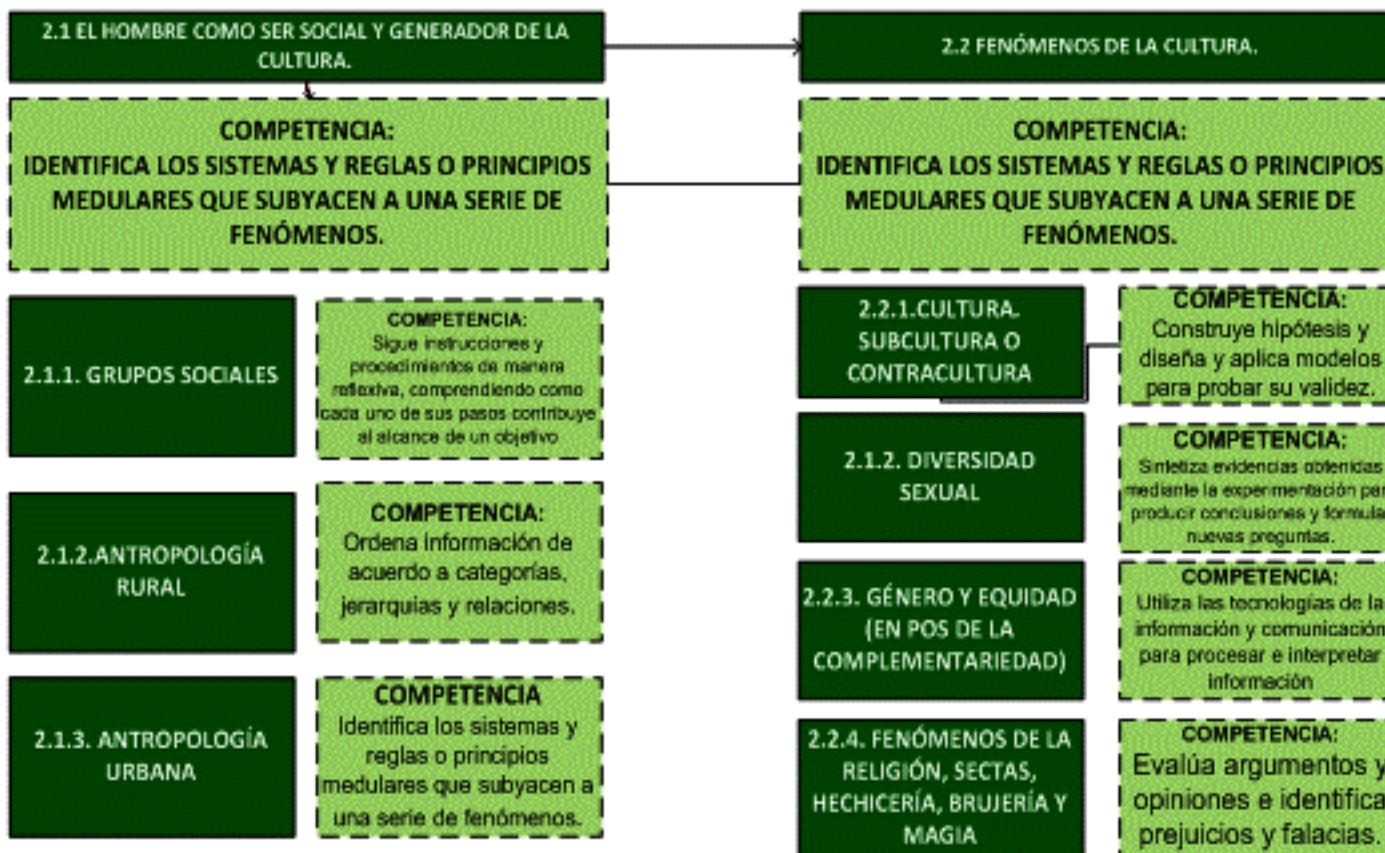 2.1 EL HOMBRE COMO SER SOCIAL Y GENERADOR DE LA
CULTURA.
COMPETENCIA:
IDENTIFICA LOS SISTEMAS Y REGLAS O PRINCIPIOS
MEDULARES QUE SUBYACEN A UNA SERIE DE
FENÓMENOS.
2.1.1. GRUPOS SOCIALES
COMPETENCIA:
Sigue instrucciones y
procedimientos de manera
reflexiva, comprendiendo como
cada uno de sus pasos contribuye
al alcance de un objetivo
2.1.2.ANTROPOLOGÍA
RURAL
COMPETENCIA:
Ordena información de
acuerdo a categorías,
jerarquias y relaciones.
2.1.3. ANTROPOLOGÍA
URBANA
COMPETENCIA
Identifica los sistemas y
reglas o principios
medulares que subyacen a
una serie de fenómenos.
2.2 FENÓMENOS DE LA CULTURA.
COMPETENCIA:
IDENTIFICA LOS SISTEMAS Y REGLAS O PRINCIPIOS
MEDULARES QUE SUBYACEN A UNA SERIE DE
FENÓMENOS.
2.2.1.CULTURA.
SUBCULTURA O
CONTRACULTURA
COMPETENCIA:
Construye hipótesis y
diseña y aplica modelos
para probar su validez.
2.1.2. DIVERSIDAD
SEXUAL
COMPETENCIA:
Sintetiza evidencias obtenidas
mediante la experimentación par
producir conclusiones y formula
nuevas preguntas.
2.2.3. GÉNERO Y EQUIDAD
(EN POS DE LA
COMPLEMENTARIEDAD)
COMPETENCIA:
Utiliza las tecnologías de la
información y comunicación
para procesar e interpretar
información
2.2.4. FENÓMENOS DE LA
RELIGIÓN, SECTAS,
HECHICERÍA, BRUJERÍA Y
MAGIA
COMPETENCIA:
Evalúa argumentos y
opiniones e identifica
prejuicios y falacias.